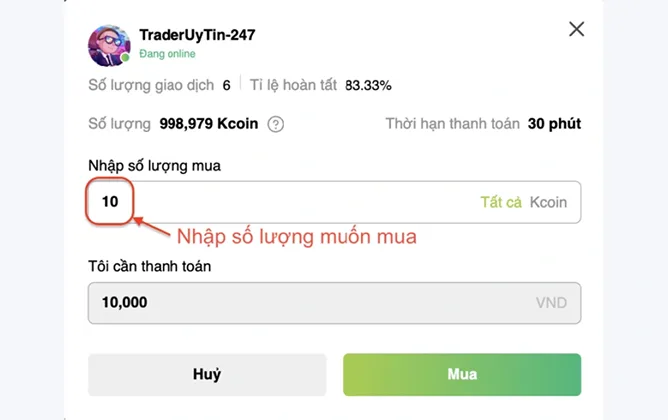 TraderUyTin-247
Đang online
Số lượng giao dịch 6 Tỉ lệ hoàn tất 83.33%
Số lượng 998,979 Kcoin ? Thời hạn thanh toán 30 phút
Nhập số lượng mua
10 Tất cả Kcoin
Nhập số lượng muốn mua
Tôi cần thanh toán
10,000 VND
Huỷ Mua